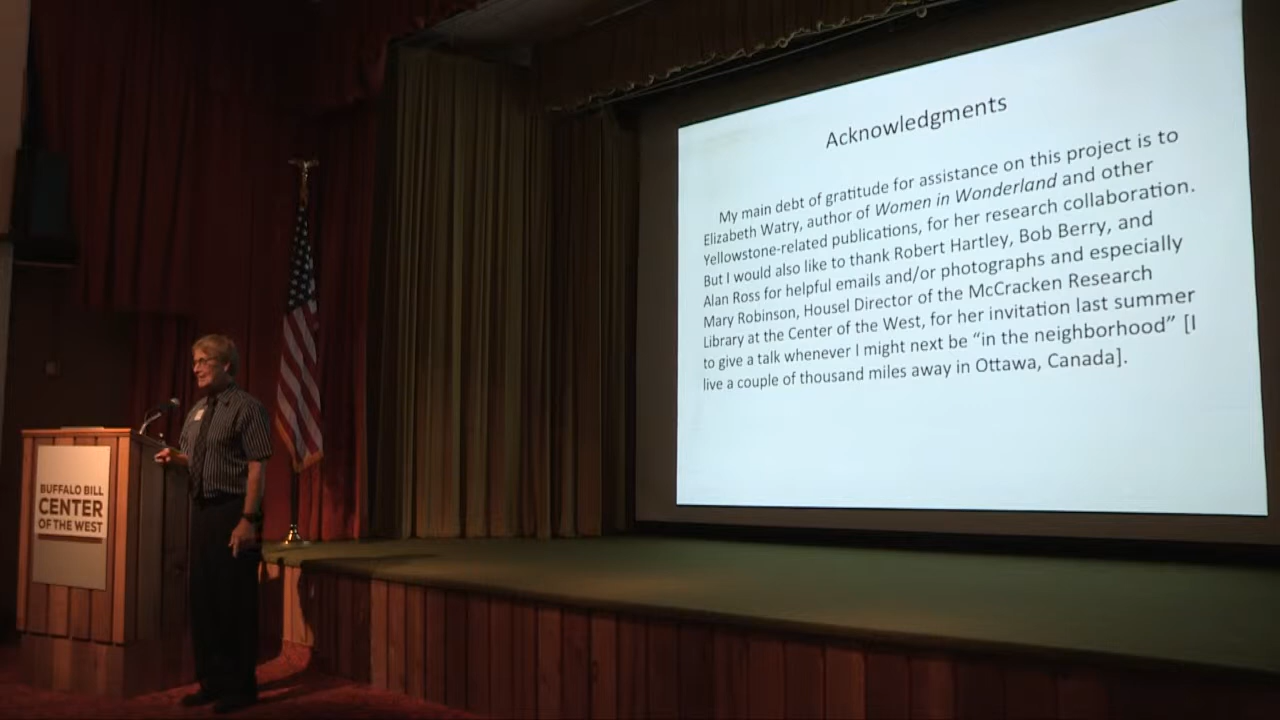 Acknowledgments
My main debt of gratitude for assistance on this project is to
Elizabeth Watry, author of Women in Wonderland and other
Yellowstone-related publications, for her research collaboration.
But I would also like to thank Robert Hartley, Bob Berry, and
Alan Ross for helpful emails and/or photographs and especially
Mary Robinson, Housel Director of the McCracken Research
Library at the Center of the West, for her invitation last summer
to give a talk whenever I might next be “in the neighborhood” [I
live a couple of thousand miles away in Ottawa, Canada].
BUFFALO BILL
CENTER
OF THE WEST